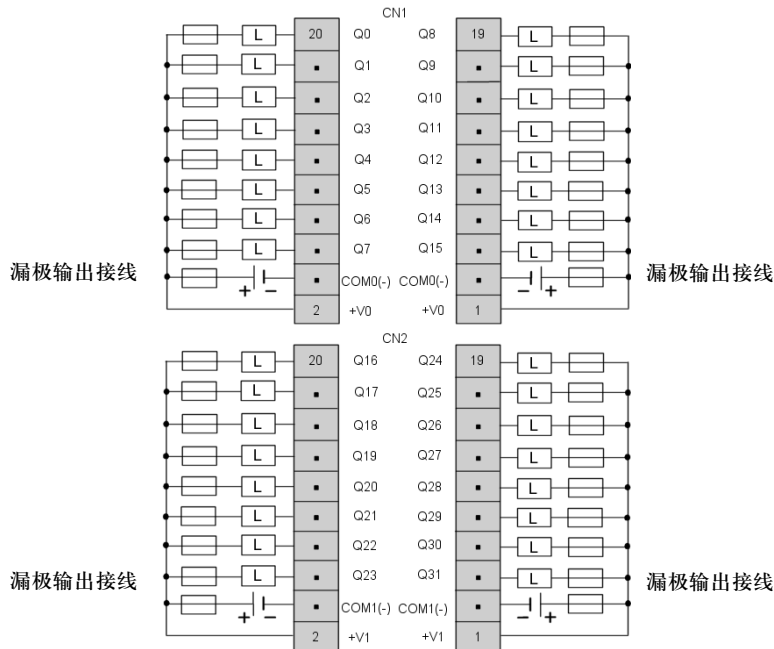 CN1
L 20 Q0 Q8 19 L
L Q1 Q9 L
L Q2 Q10 L
L Q3 Q11 L
L Q4 Q12 L
L Q5 Q13 L
L Q6 Q14 L
L Q7 Q15 L
漏极输出接线 + - COM0(-) COM0(-) - + 漏极输出接线
2 +V0 +V0 1
CN2
L 20 Q16 Q24 19 L
L Q17 Q25 L
L Q18 Q26 L
L Q19 Q27 L
L Q20 Q28 L
L Q21 Q29 L
L Q22 Q30 L
L Q23 Q31 L
漏极输出接线 + - COM1(-) COM1(-) - + 漏极输出接线
2 +V1 +V1 1